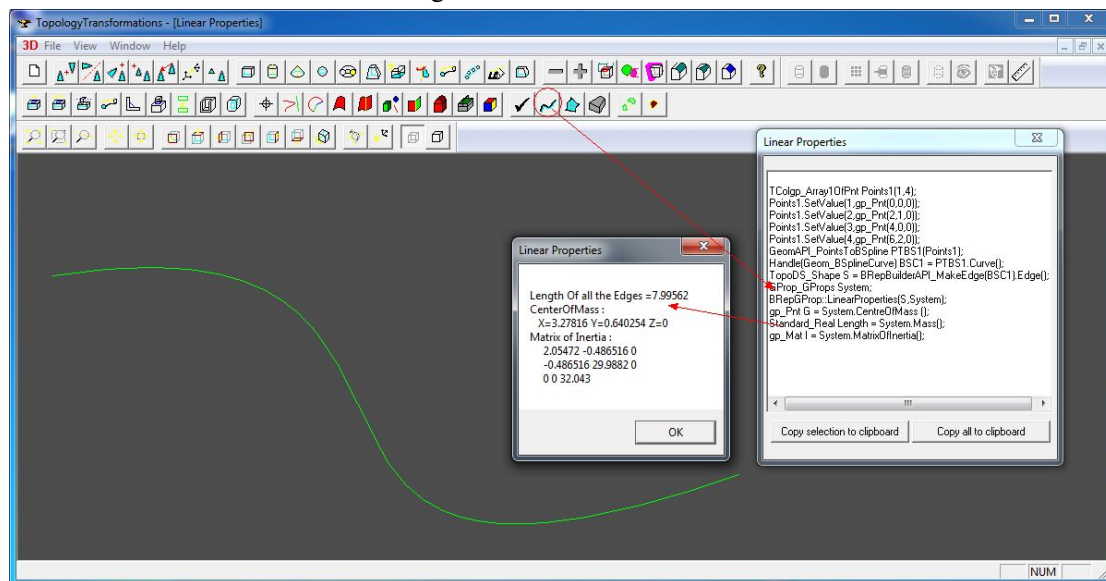 TopologyTransformations - [Linear Properties]
3D File View Window Help
Linear Properties
TColgp_Array1OfPnt Points1(1,4);
Points1.SetValue(1,gp_Pnt(0,0,0));
Points1.SetValue(2,gp_Pnt(2,1,0));
Points1.SetValue(3,gp_Pnt(4,0,0));
Points1.SetValue(4,gp_Pnt(6,2,0));
GeomAPI_PointsToBSpline PTBS1(Points1);
Handle(Geom_BSplineCurve) BSC1 = PTBS1.Curve();
TopoDS_Shape S = BRepBuilderAPI_MakeEdge(BSC1).Edge();
GProp_GProps System;
BRepGProp::LinearProperties(S,System);
gp_Pnt G = System.CentreOfMass ();
Standard_Real Length = System.Mass();
gp_Mat I = System.MatrixOfInertia();
Copy selection to clipboard
Copy all to clipboard
Linear Properties
Length Of all the Edges =7.99562
CenterOfMass :
X=3.27816 Y=0.640254 Z=0
Matrix of Inertia :
2.05472 -0.486516 0
-0.486516 29.9882 0
0 0 32.043
OK
NUM